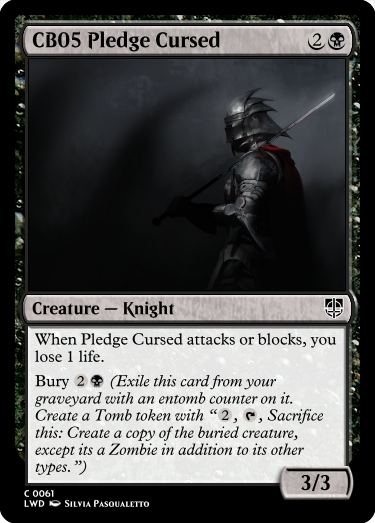 CB05 Pledge Cursed 2
Creature — Knight
When Pledge Cursed attacks or blocks, you
lose 1 life.
Bury 2 (Exile this card from your
graveyard with an entomb counter on it.
Create a Tomb token with “2, , Sacrifice
this: Create a copy of the buried creature,
except its a Zombie in addition to its other
types.”)
3/3
C 0061
LWD Silvia Pasqualetto